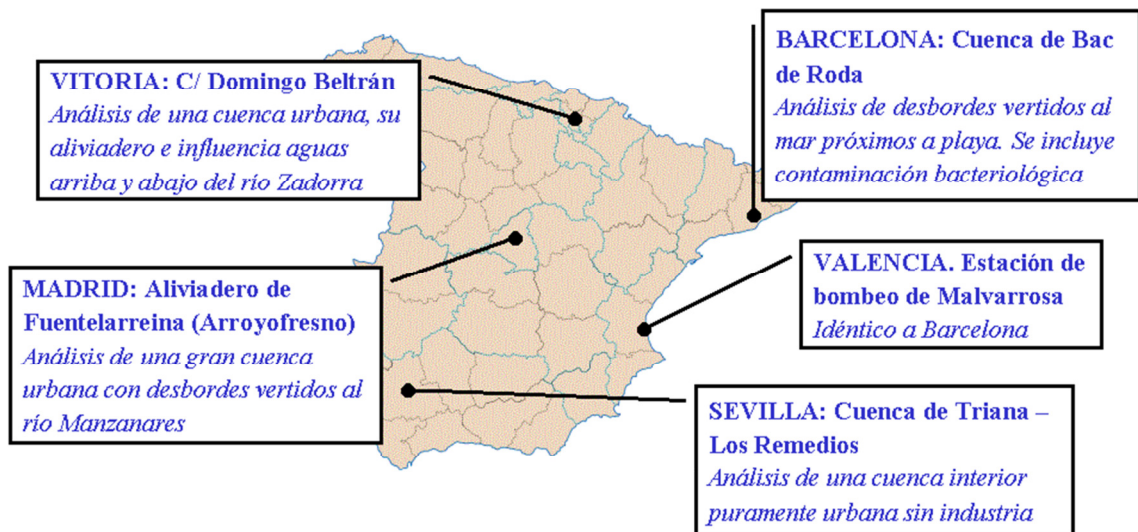 VITORIA: C/ Domingo Beltrán
Análisis de una cuenca urbana, su
aliviadero e influencia aguas
arriba y abajo del río Zadorra
BARCELONA: Cuenca de Bac
de Roda
Análisis de desbordes vertidos al
mar próximos a playa. Se incluye
contaminación bacteriológica
MADRID: Aliviadero de
Fuentelarreina (Arroyofresno)
Análisis de una gran cuenca
urbana con desbordes vertidos al
río Manzanares
VALENCIA. Estación de
bombeo de Malvarrosa
Idéntico a Barcelona
SEVILLA: Cuenca de Triana –
Los Remedios
Análisis de una cuenca interior
puramente urbana sin industria